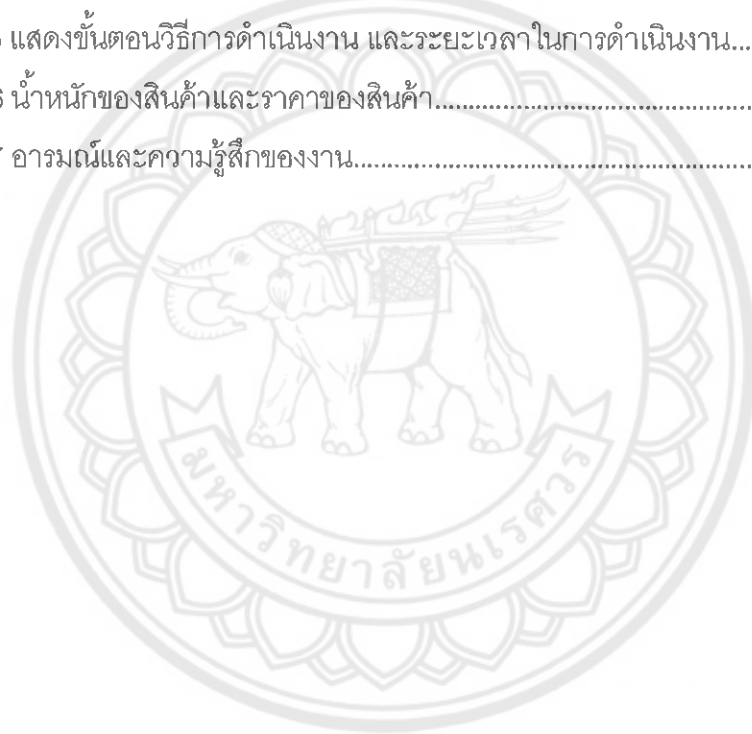 แสดงขั้นตอนวิธีการดำเนินงาน และระยะเวลาในการดำเนินงาน...
น้ำหนักของสินค้าและราคาของสินค้า..........................................
อารมณ์และความรู้สึกของงาน....................................................
มหาวิทยาลัยนเรศวร